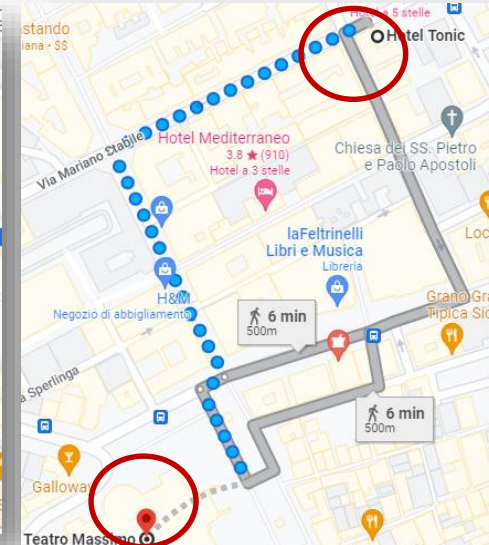 stando
iana • $$
Hotel a 5 stelle
Hotel Tonic
Via Mariano Stabile
Hotel Mediterraneo
3.8 ★ (910)
Hotel a 3 stelle
Chiesa dei SS. Pietro
e Paolo Apostoli
laFeltrinelli
Libri e Musica
Libreria
Loc
H&M
Negozio di abbigliamento
6 min
500m
Grano Gra
Tipica Sic
a Sperlinga
6 min
500m
Galloway
Teatro Massimo